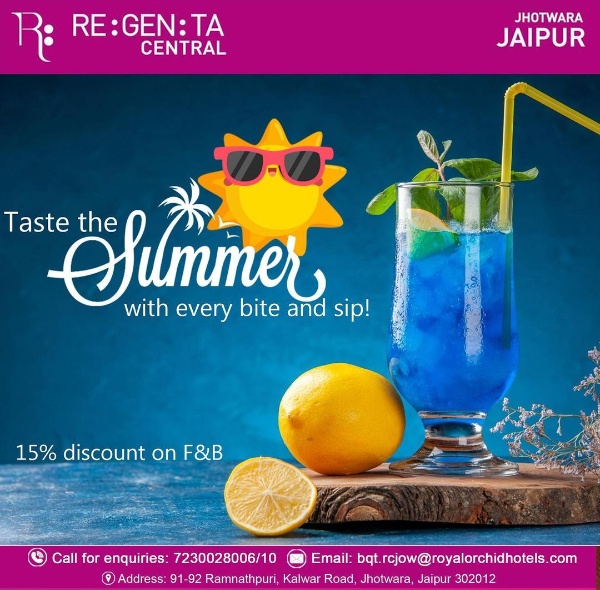 RE:GEN:TA
CENTRAL
JHOTWARA
JAIPUR
Taste the
Summer
with every bite and sip!
15% discount on F&B
Call for enquiries: 7230028006/10 Email: bqt.rcjow@royalorchidhotels.com
Address: 91-92 Ramnathpuri, Kalwar Road, Jhotwara, Jaipur 302012